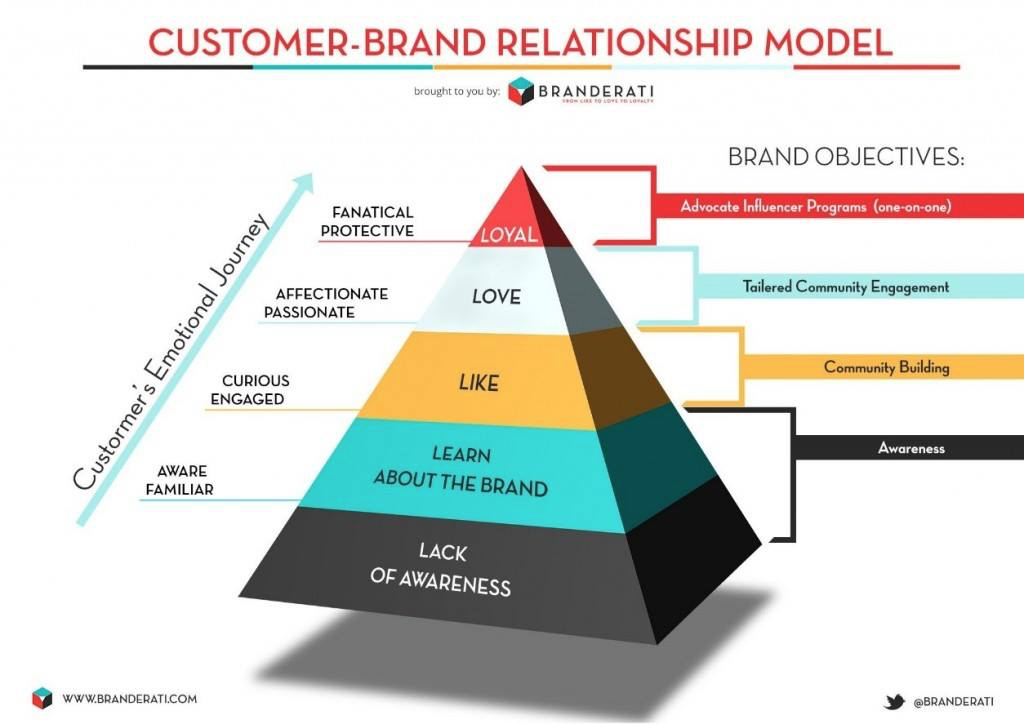 CUSTOMER-BRAND RELATIONSHIP MODEL
brought to you by: BRANDERATI
FROM LIKE TO LOVE TO LOYALTY
BRAND OBJECTIVES:
Custormer's Emotional Journey
FANATICAL
PROTECTIVE
LOYAL
Advocate Influencer Programs (one-on-one)
AFFECTIONATE
PASSIONATE
LOVE
Tailered Community Engagement
CURIOUS
ENGAGED
LIKE
Community Building
AWARE
FAMILIAR
LEARN
ABOUT THE BRAND
Awareness
LACK
OF AWARENESS
WWW.BRANDERATI.COM
@BRANDERATI